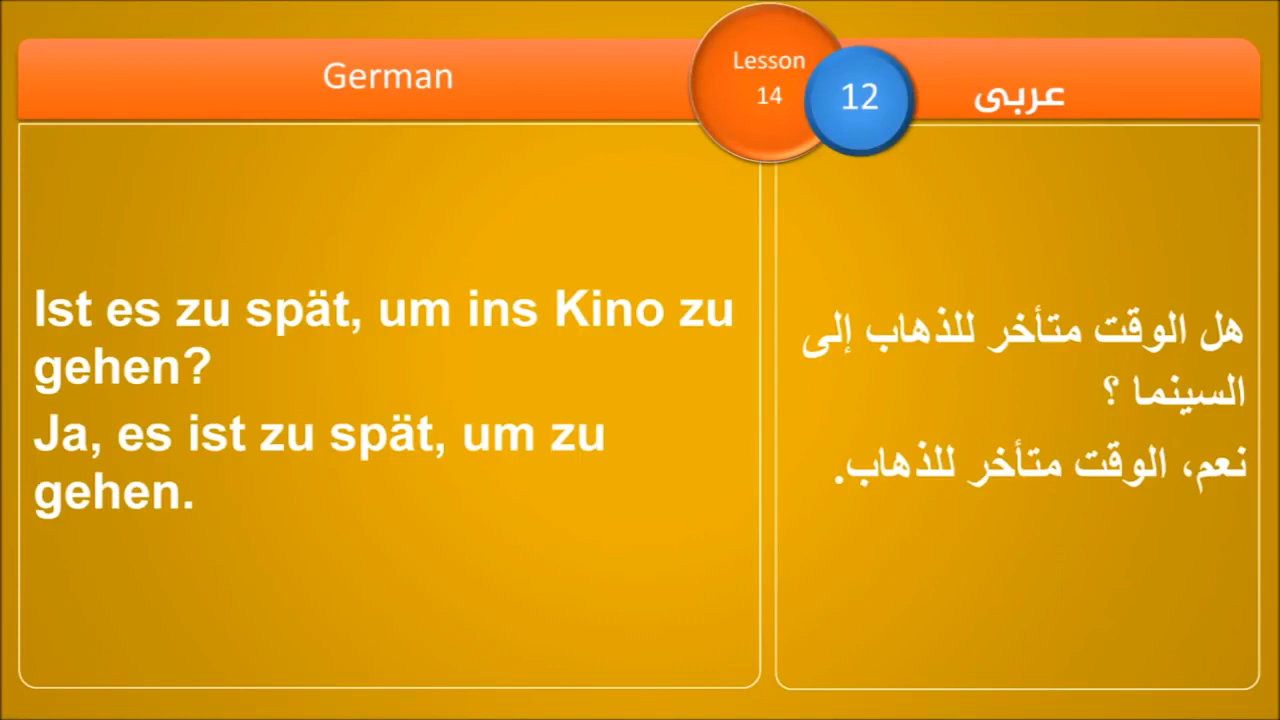 German
Lesson
14
12
عربى
Ist es zu spät, um ins Kino zu
gehen?
Ja, es ist zu spät, um zu
gehen.
هل الوقت متأخر للذهاب إلى
السينما ؟
نعم، الوقت متأخر للذهاب.